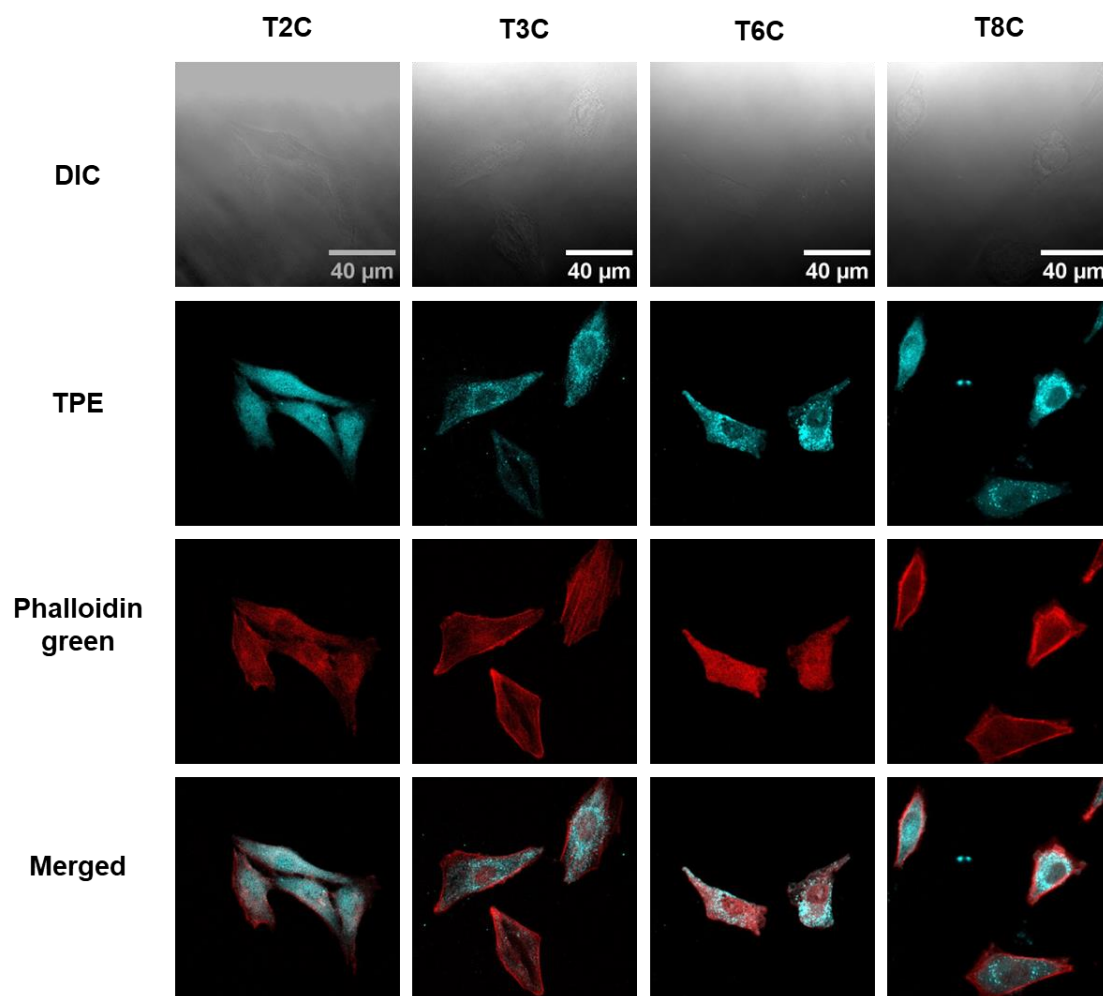 T2C
T3C
T6C
T8C
DIC
40 µm
40 µm
40 µm
40 µm
TPE
Phalloidin
green
Merged